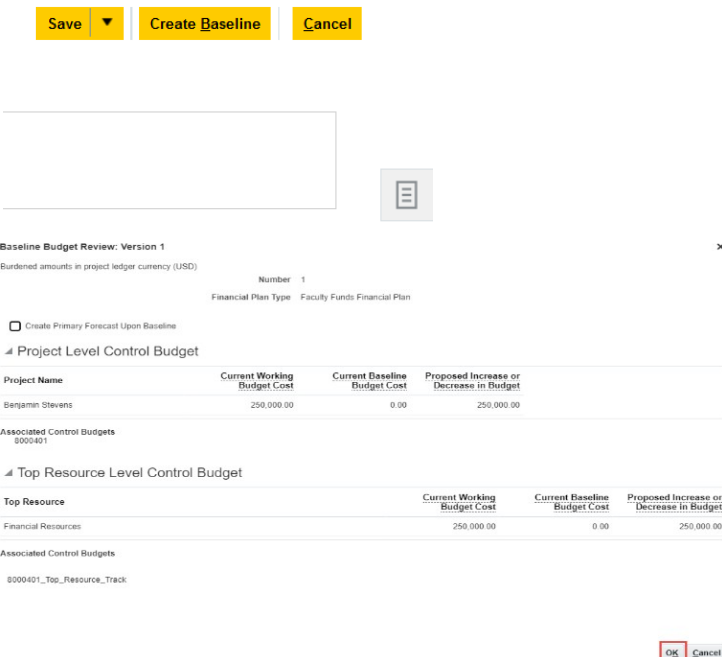 Save Create Baseline Cancel
Baseline Budget Review: Version 1
Burdened amounts in project ledger currency (USD)
Number 1
Financial Plan Type Faculty Funds Financial Plan
Create Primary Forecast Upon Baseline
Project Level Control Budget
Project Name Current Working Budget Cost Current Baseline Budget Cost Proposed Increase or Decrease in Budget
Benjamin Stevens 250,000.00 0.00 250,000.00
Associated Control Budgets
8000401
Top Resource Level Control Budget
Top Resource Current Working Budget Cost Current Baseline Budget Cost Proposed Increase or Decrease in Budget
Financial Resources 250,000.00 0.00 250,000.00
Associated Control Budgets
8000401_Top_Resource_Track
OK Cancel